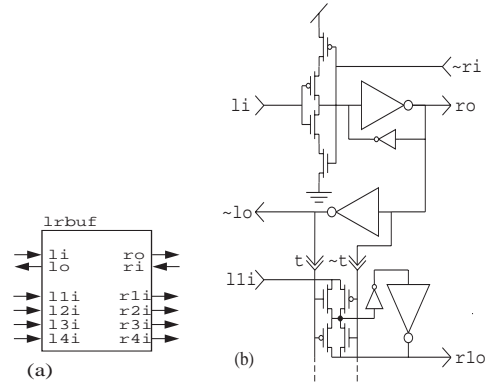 lrbuf
li ro
lo ri
l1i r1i
l2i r2i
l3i r3i
l4i r4i
(a)
~ri
li
ro
~lo
t ~t
l1i
r1o
(b)